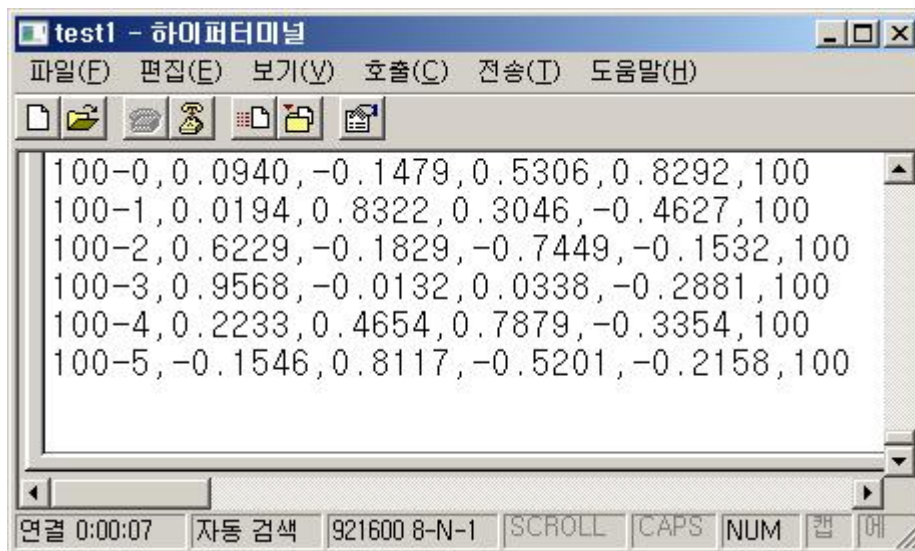 test1 - 하이퍼터미널
파일(F) 편집(E) 보기(V) 호출(C) 전송(T) 도움말(H)
100-0,0.0940,-0.1479,0.5306,0.8292,100
100-1,0.0194,0.8322,0.3046,-0.4627,100
100-2,0.6229,-0.1829,-0.7449,-0.1532,100
100-3,0.9568,-0.0132,0.0338,-0.2881,100
100-4,0.2233,0.4654,0.7879,-0.3354,100
100-5,-0.1546,0.8117,-0.5201,-0.2158,100
연결 0:00:07 자동 검색 921600 8-N-1 SCROLL CAPS NUM 캡 에